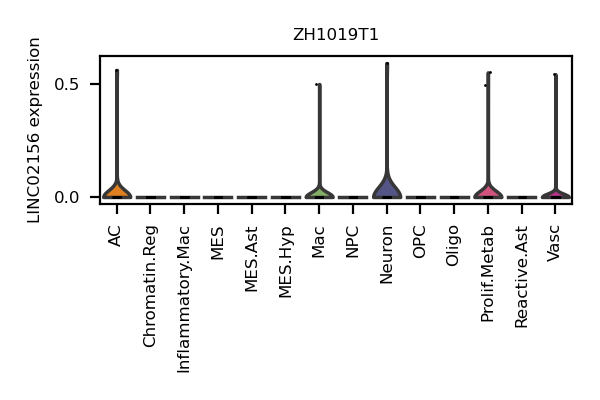 ZH1019T1
LINC02156 expression
0.5
0.0
AC
Chromatin.Reg
Inflammatory.Mac
MES
MES.Ast
MES.Hyp
Mac
NPC
Neuron
OPC
Oligo
Prolif.Metab
Reactive.Ast
Vasc